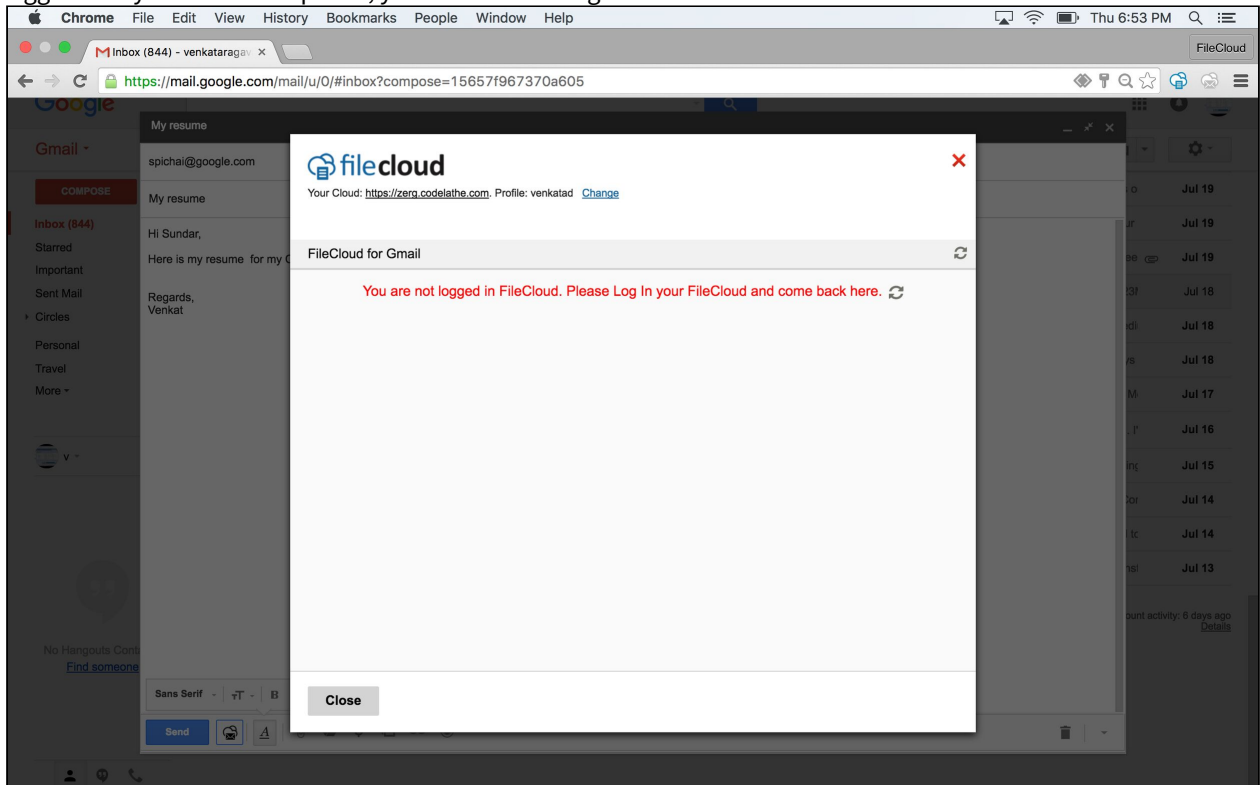 Chrome File Edit View History Bookmarks People Window Help Thu 6:53 PM
Inbox (844) - venkataragav × FileCloud
https://mail.google.com/mail/u/0/#inbox?compose=15657f967370a605
Google
My resume
Gmail
spichai@google.com
filecloud
COMPOSE
My resume
Your Cloud: https://zerg.codelathe.com. Profile: venkatad Change
Jul 19
Inbox (844)
Hi Sundar,
Jul 19
Starred
Here is my resume for my
FileCloud for Gmail
Jul 19
Important
Sent Mail
Regards,
You are not logged in FileCloud. Please Log In your FileCloud and come back here.
Jul 18
Venkat
Circles
Jul 18
Personal
Travel
Jul 18
More
Jul 17
Jul 16
v
Jul 15
Jul 14
Jul 14
Jul 13
activity: 6 days ago
Details
No Hangouts
Find someone
Sans Serif T B
Close
Send A